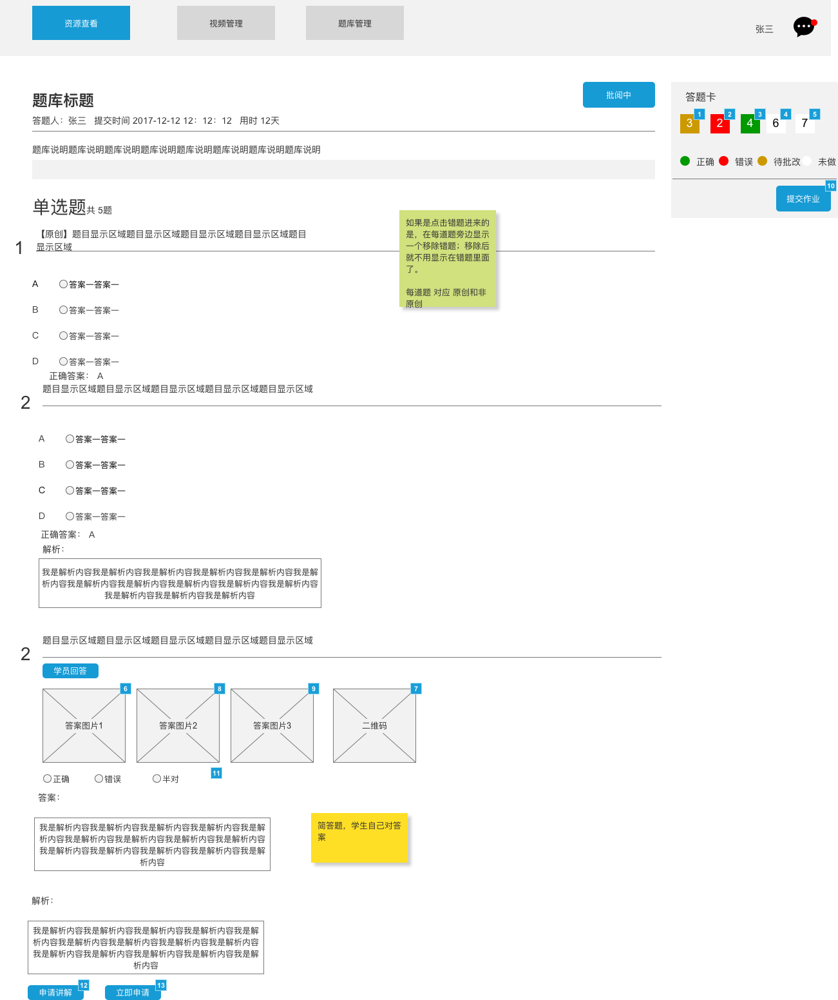 资源查看
视频管理
题库管理
张三
题库标题
批阅中
答题人：张三 提交时间 2017-12-12 12：12：12 用时 12天
题库说明题库说明题库说明题库说明题库说明题库说明题库说明题库说明
答题卡
3 1
2 2
4 3
6 4
7 5
正确 错误 待批改 未做
提交作业 10
单选题共 5题
1
【原创】题目显示区域题目显示区域题目显示区域题目显示区域题目
显示区域
如果是点击错题进来的
是，在每道题旁边显示
一个移除错题；移除后
就不用显示在错题里面
了。
每道题 对应 原创和非
原创
A 答案一答案一
B 答案一答案一
C 答案一答案一
D 答案一答案一
正确答案： A
2
题目显示区域题目显示区域题目显示区域题目显示区域题目显示区域
A 答案一答案一
B 答案一答案一
C 答案一答案一
D 答案一答案一
正确答案： A
解析：
我是解析内容我是解析内容我是解析内容我是解析内容我是解析内容我是解
析内容我是解析内容我是解析内容我是解析内容我是解析内容我是解析内容
我是解析内容我是解析内容我是解析内容
2
题目显示区域题目显示区域题目显示区域题目显示区域题目显示区域
学员回答
答案图片1 6
答案图片2 8
答案图片3 9
二维码 7
正确 错误 半对 11
答案：
我是解析内容我是解析内容我是解析内容我是解析内容我是解
析内容我是解析内容我是解析内容我是解析内容我是解析内容
我是解析内容我是解析内容我是解析内容我是解析内容我是解
析内容
简答题，学生自己对答
案
解析：
我是解析内容我是解析内容我是解析内容我是解析内容我是解
析内容我是解析内容我是解析内容我是解析内容我是解析内容
我是解析内容我是解析内容我是解析内容我是解析内容我是解
析内容
申请讲解 12
立即申请 13